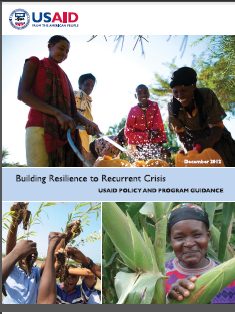 USAID
FROM THE AMERICAN PEOPLE
December 2012
Building Resilience to Recurrent Crisis
USAID POLICY AND PROGRAM GUIDANCE